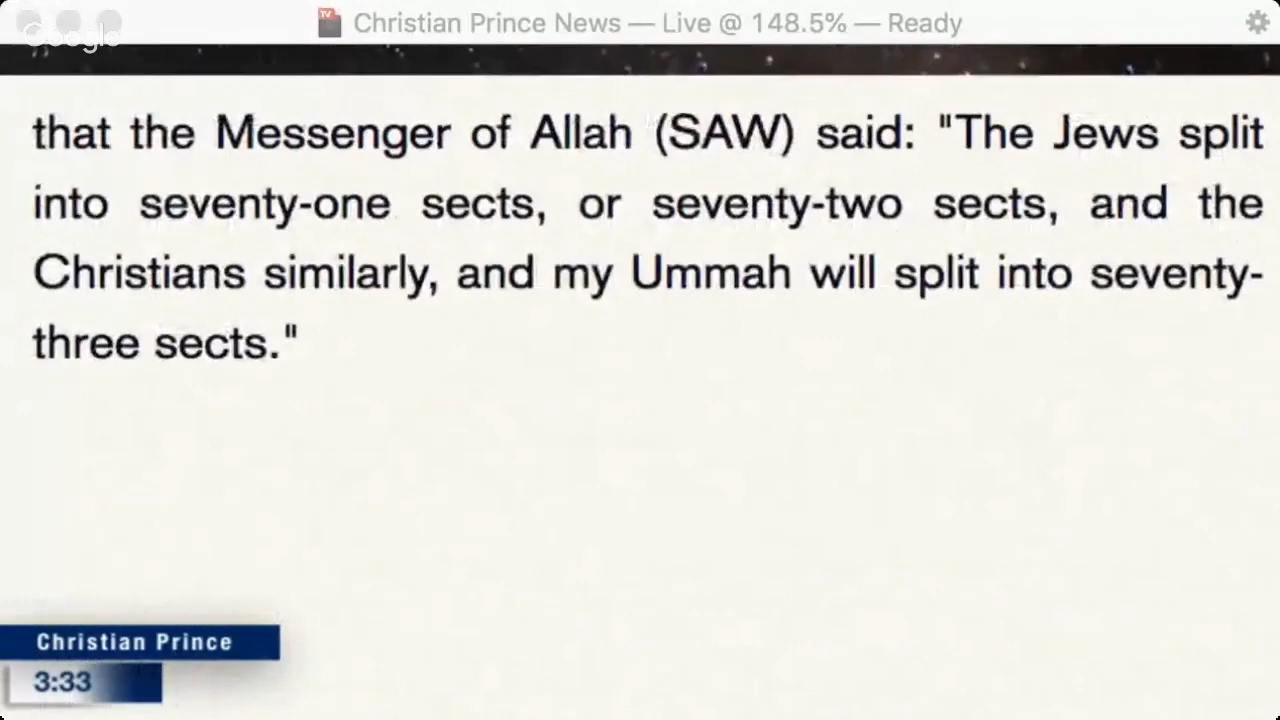 TV Christian Prince News — Live @ 148.5% — Ready
Google
that the Messenger of Allah (SAW) said: "The Jews split
into seventy-one sects, or seventy-two sects, and the
Christians similarly, and my Ummah will split into seventy-
three sects."
Christian Prince
3:33